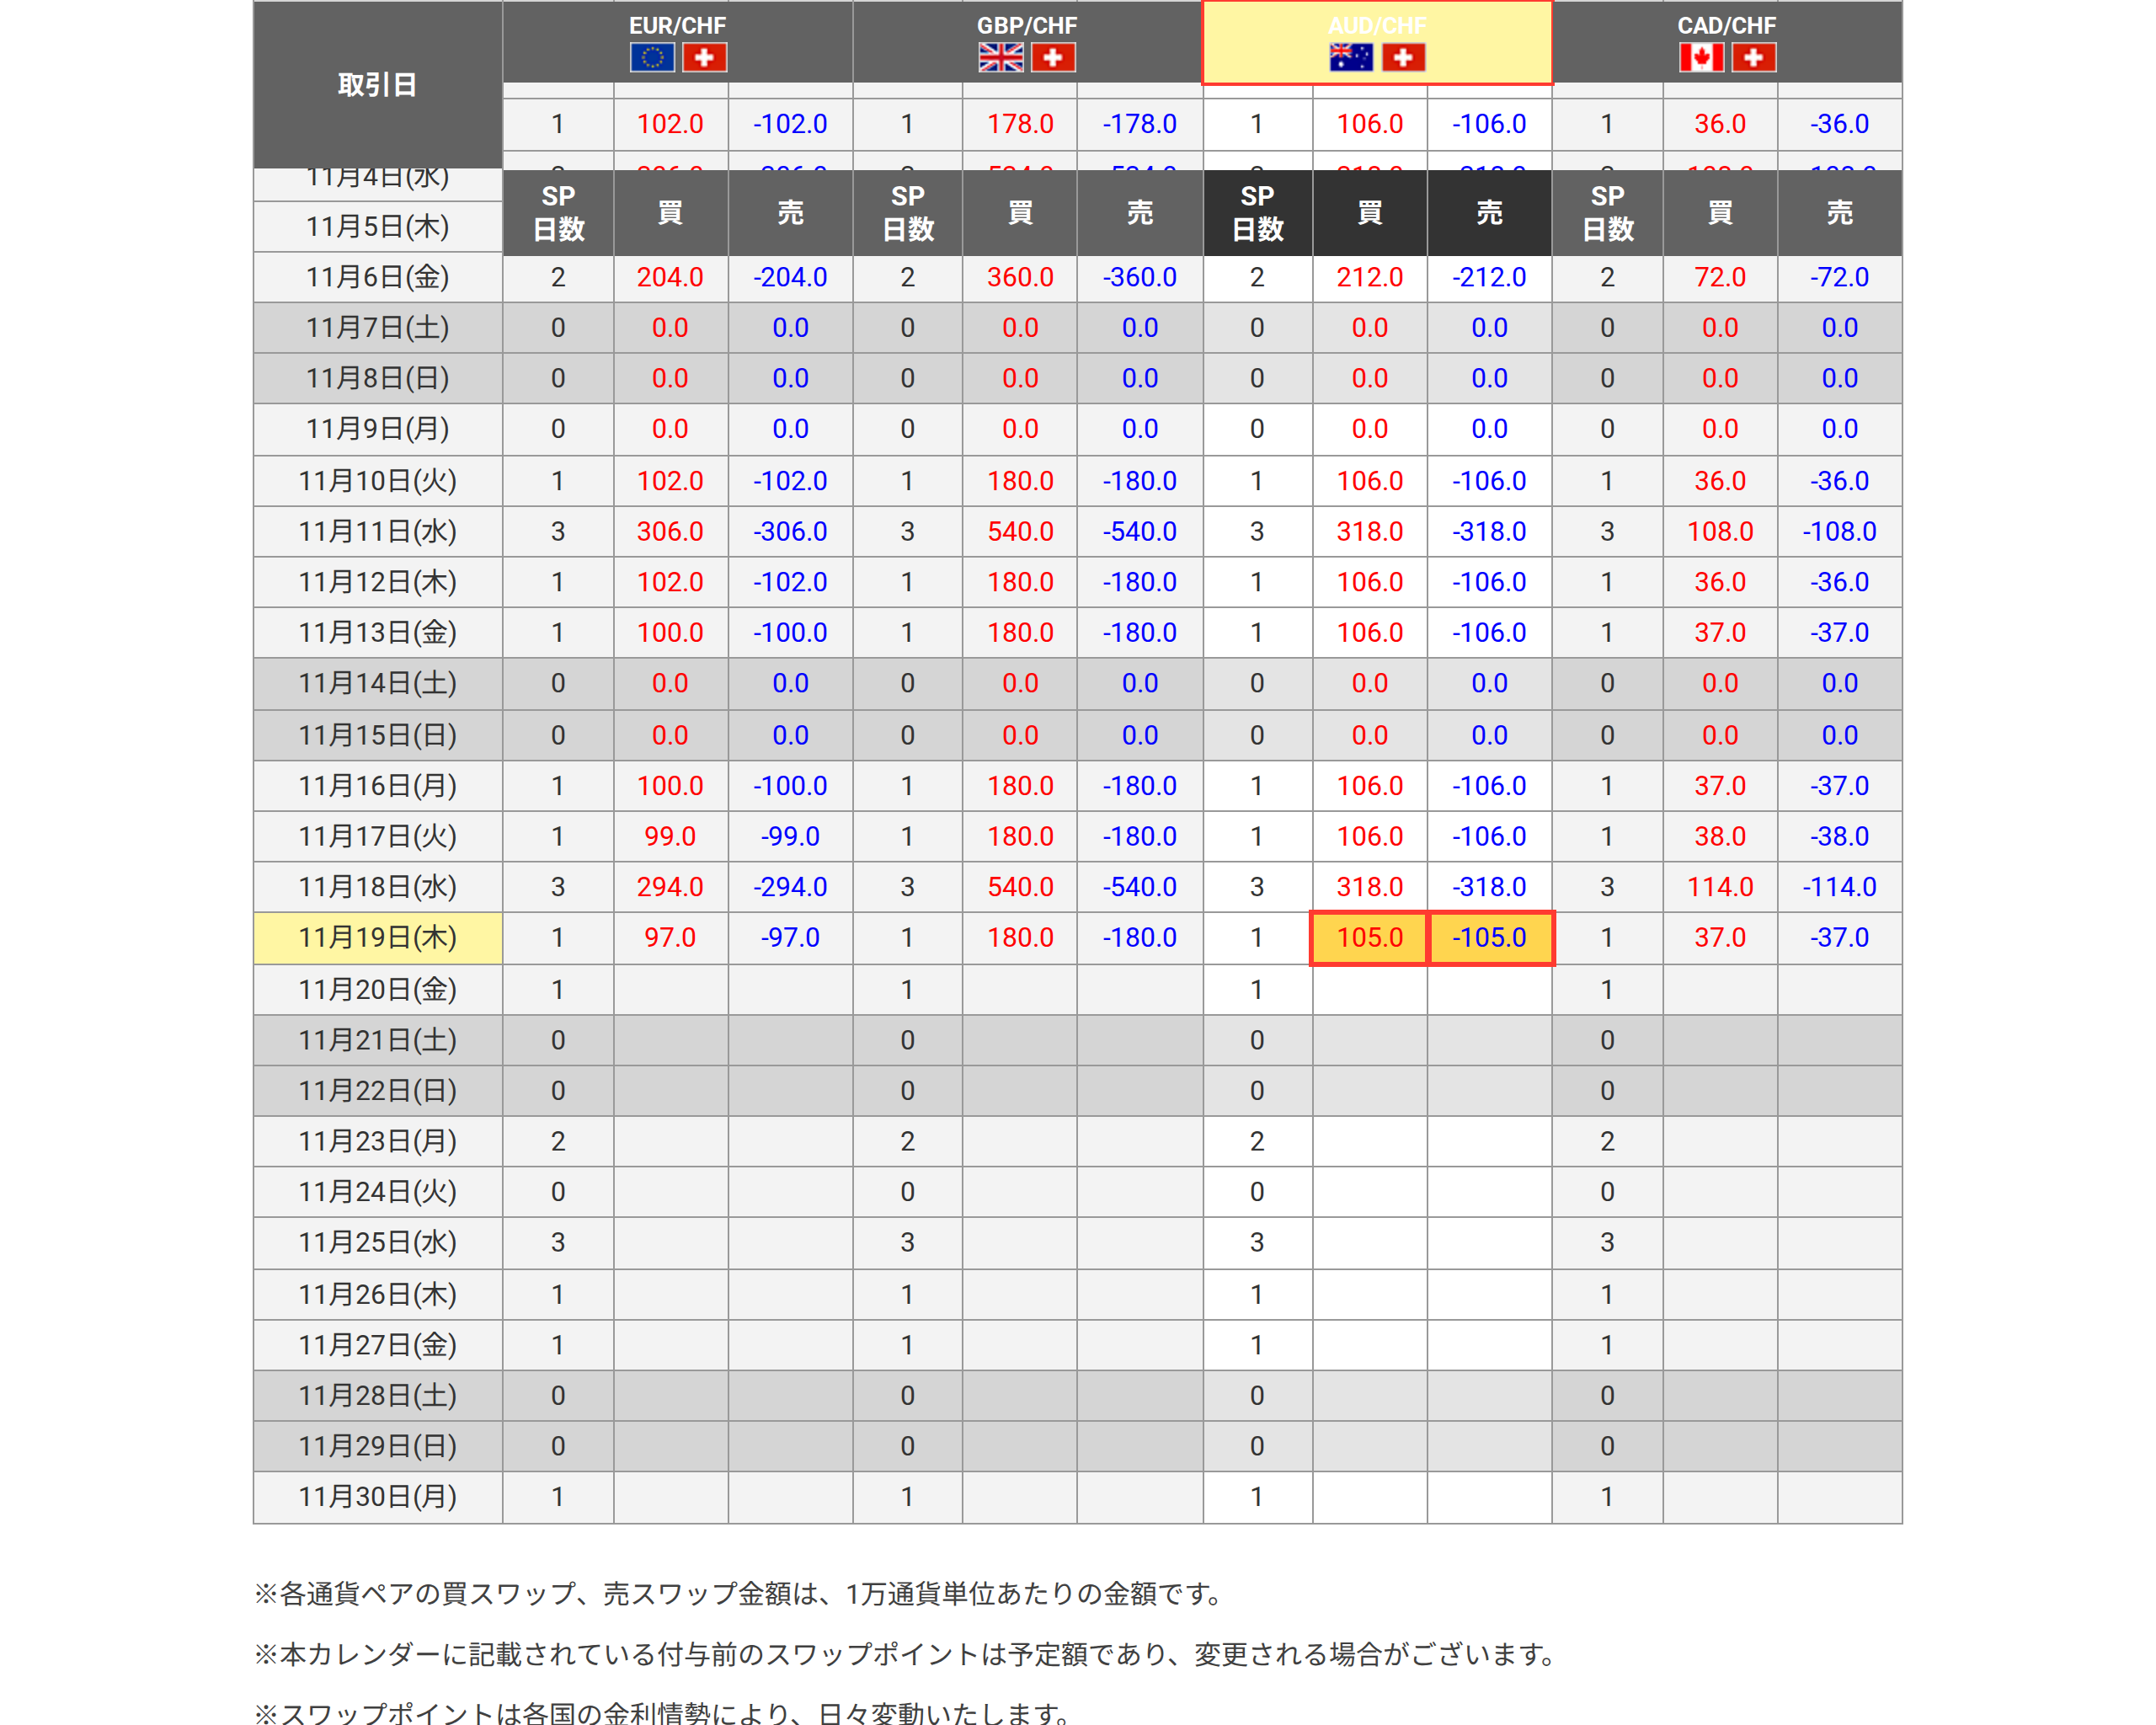 取引日 EUR/CHF GBP/CHF AUD/CHF CAD/CHF
1 102.0 -102.0 1 178.0 -178.0 1 106.0 -106.0 1 36.0 -36.0
11月4日(水)
SP日数 買 売 SP日数 買 売 SP日数 買 売 SP日数 買 売
11月5日(木)
11月6日(金) 2 204.0 -204.0 2 360.0 -360.0 2 212.0 -212.0 2 72.0 -72.0
11月7日(土) 0 0.0 0.0 0 0.0 0.0 0 0.0 0.0 0 0.0 0.0
11月8日(日) 0 0.0 0.0 0 0.0 0.0 0 0.0 0.0 0 0.0 0.0
11月9日(月) 0 0.0 0.0 0 0.0 0.0 0 0.0 0.0 0 0.0 0.0
11月10日(火) 1 102.0 -102.0 1 180.0 -180.0 1 106.0 -106.0 1 36.0 -36.0
11月11日(水) 3 306.0 -306.0 3 540.0 -540.0 3 318.0 -318.0 3 108.0 -108.0
11月12日(木) 1 102.0 -102.0 1 180.0 -180.0 1 106.0 -106.0 1 36.0 -36.0
11月13日(金) 1 100.0 -100.0 1 180.0 -180.0 1 106.0 -106.0 1 37.0 -37.0
11月14日(土) 0 0.0 0.0 0 0.0 0.0 0 0.0 0.0 0 0.0 0.0
11月15日(日) 0 0.0 0.0 0 0.0 0.0 0 0.0 0.0 0 0.0 0.0
11月16日(月) 1 100.0 -100.0 1 180.0 -180.0 1 106.0 -106.0 1 37.0 -37.0
11月17日(火) 1 99.0 -99.0 1 180.0 -180.0 1 106.0 -106.0 1 38.0 -38.0
11月18日(水) 3 294.0 -294.0 3 540.0 -540.0 3 318.0 -318.0 3 114.0 -114.0
11月19日(木) 1 97.0 -97.0 1 180.0 -180.0 1 105.0 -105.0 1 37.0 -37.0
11月20日(金) 1 1 1 1
11月21日(土) 0 0 0 0
11月22日(日) 0 0 0 0
11月23日(月) 2 2 2 2
11月24日(火) 0 0 0 0
11月25日(水) 3 3 3 3
11月26日(木) 1 1 1 1
11月27日(金) 1 1 1 1
11月28日(土) 0 0 0 0
11月29日(日) 0 0 0 0
11月30日(月) 1 1 1 1
※各通貨ペアの買スワップ、売スワップ金額は、1万通貨単位あたりの金額です。
※本カレンダーに記載されている付与前のスワップポイントは予定額であり、変更される場合がございます。
※スワップポイントは各国の金利情勢により、日々変動いたします。